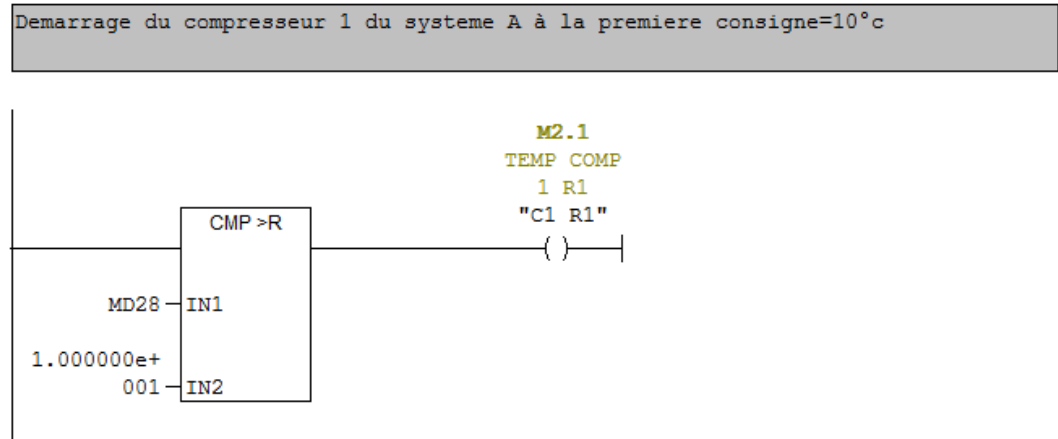 Demarrage du compresseur 1 du systeme A à la premiere consigne=10°c
M2.1
TEMP COMP
1 R1
"C1 R1"
CMP >R
MD28
IN1
1.000000e+
001
IN2